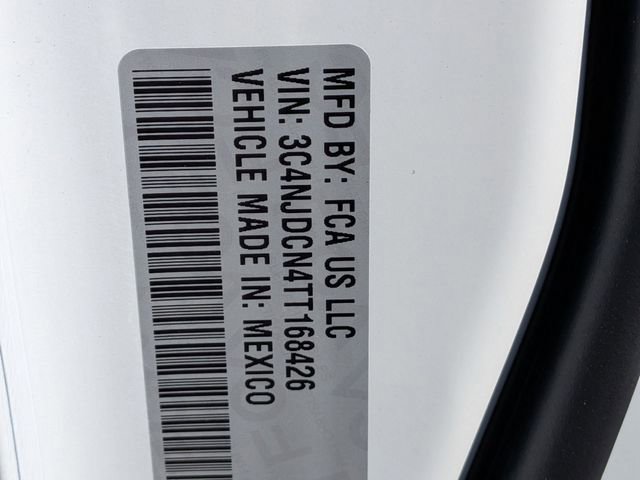 MFD BY: FCA US LLC
VIN: 3C4NJDCN4TT168426
VEHICLE MADE IN: MEXICO